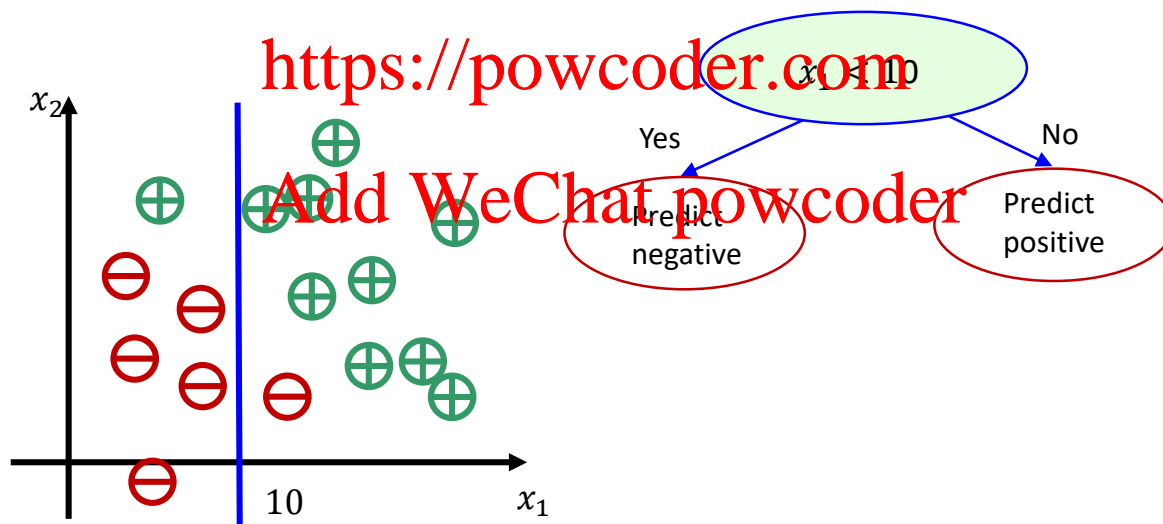 https://powcoder.com
x₁ < 10
x₂
Yes
No
Add WeChat powcoder
Predict
negative
Predict
positive
10
x₁